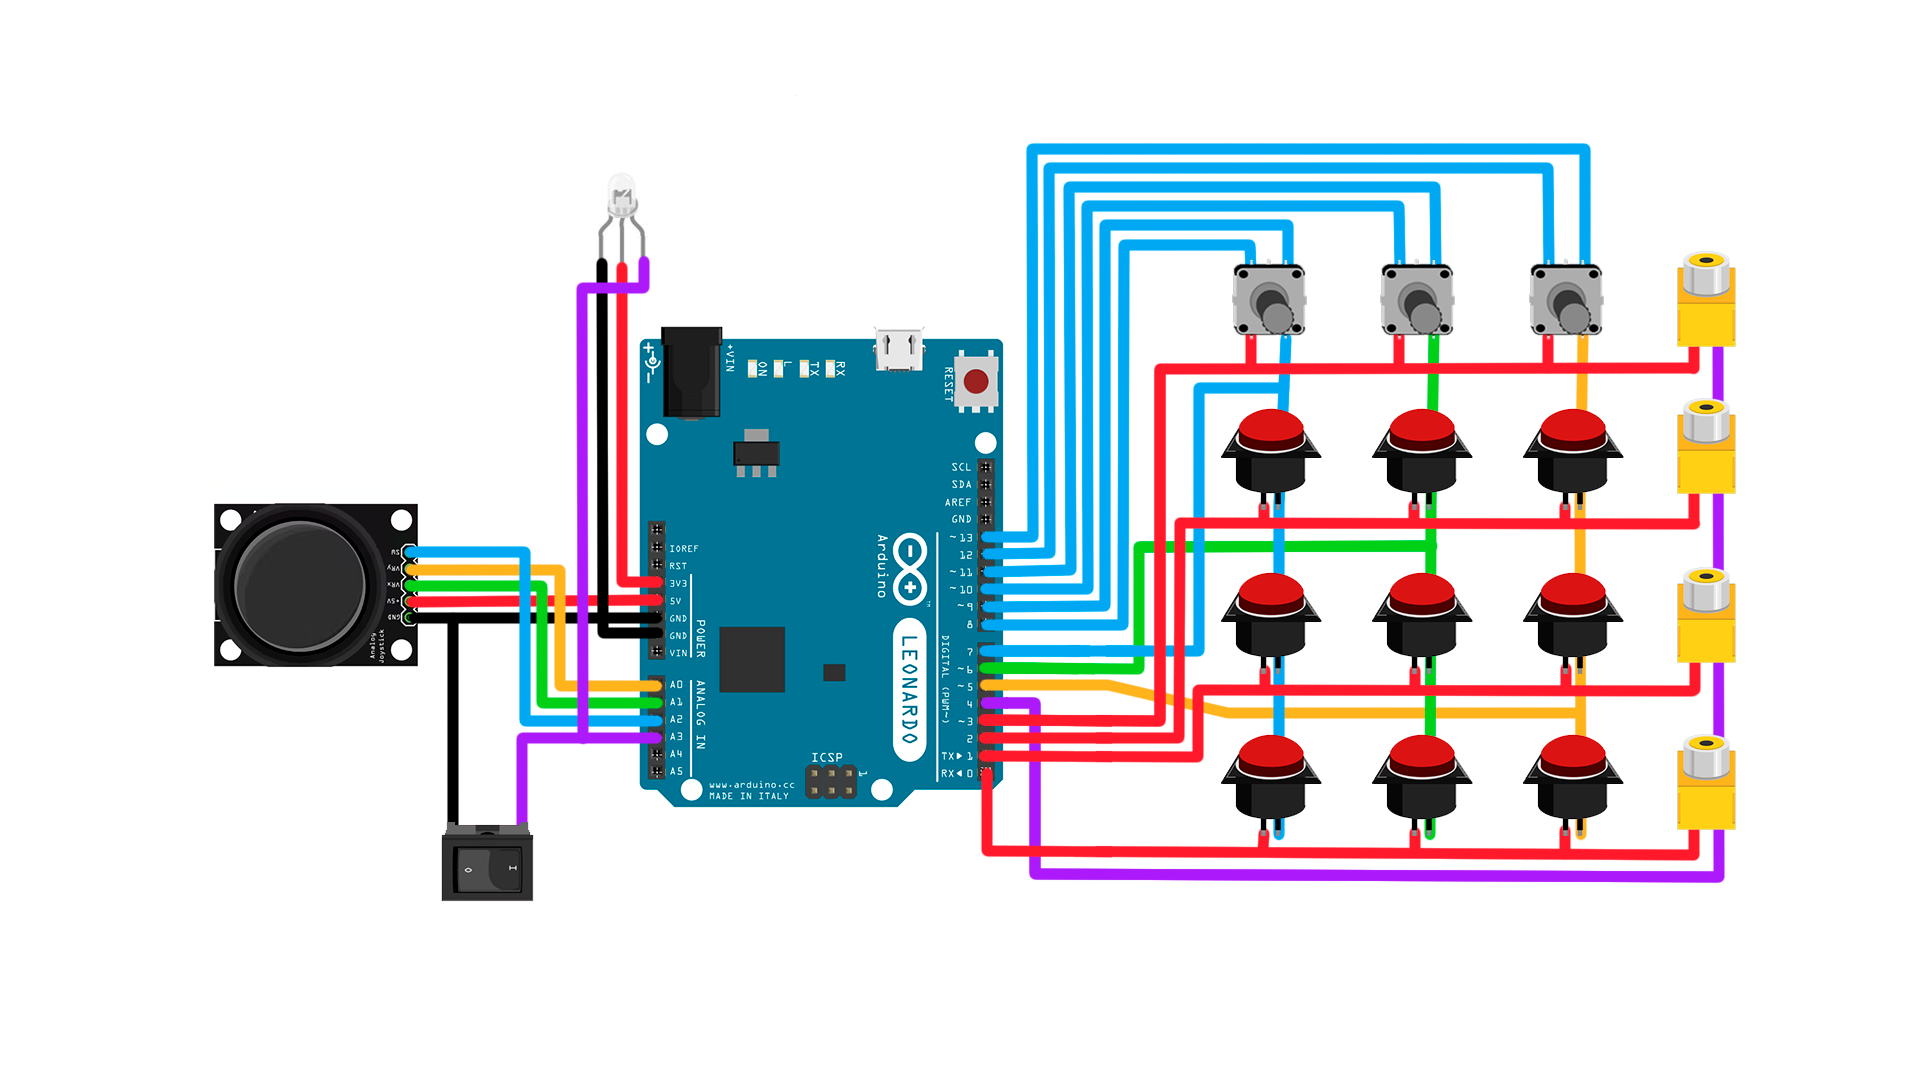 SW
VRy
VRx
+5V
GND
Analog
Joystick
O
I
+
-
+VIN
ON
L
TX
RX
RESET
IOREF
RST
3V3
5V
GND
GND
VIN
POWER
A0
A1
A2
A3
A4
A5
ANALOG IN
www.arduino.cc
MADE IN ITALY
ICSP
1
Arduino
TM
LEONARDO
SCL
SDA
AREF
GND
~13
12
~11
~10
~9
8
7
~6
~5
4
~3
2
TX▶1
RX◀0
DIGITAL (PWM~)